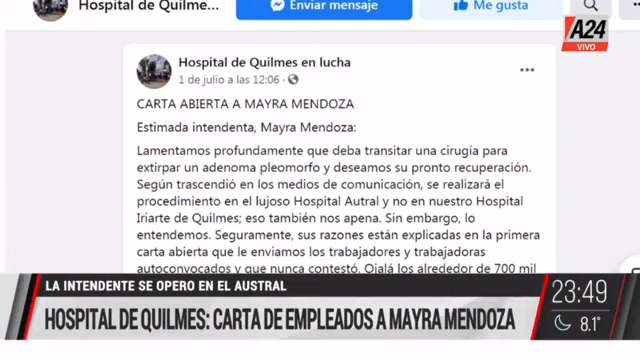 Hospital de Quilme...
Enviar mensaje
Me gusta
A24
VIVO
Hospital de Quilmes en lucha
1 de julio a las 12:06
CARTA ABIERTA A MAYRA MENDOZA
Estimada intendenta, Mayra Mendoza:
Lamentamos profundamente que deba transitar una cirugía para
extirpar un adenoma pleomorfo y deseamos su pronto recuperación.
Según trascendió en los medios de comunicación, se realizará el
procedimiento en el lujoso Hospital Autral y no en nuestro Hospital
Iriarte de Quilmes; eso también nos apena. Sin embargo, lo
entendemos. Seguramente, sus razones están explicadas en la primera
carta abierta que le enviamos los trabajadores y trabajadoras
autoconvocados y que nunca contestó. Ojalá los alrededor de 700 mil
LA INTENDENTE SE OPERO EN EL AUSTRAL
HOSPITAL DE QUILMES: CARTA DE EMPLEADOS A MAYRA MENDOZA
23:49
8.1°